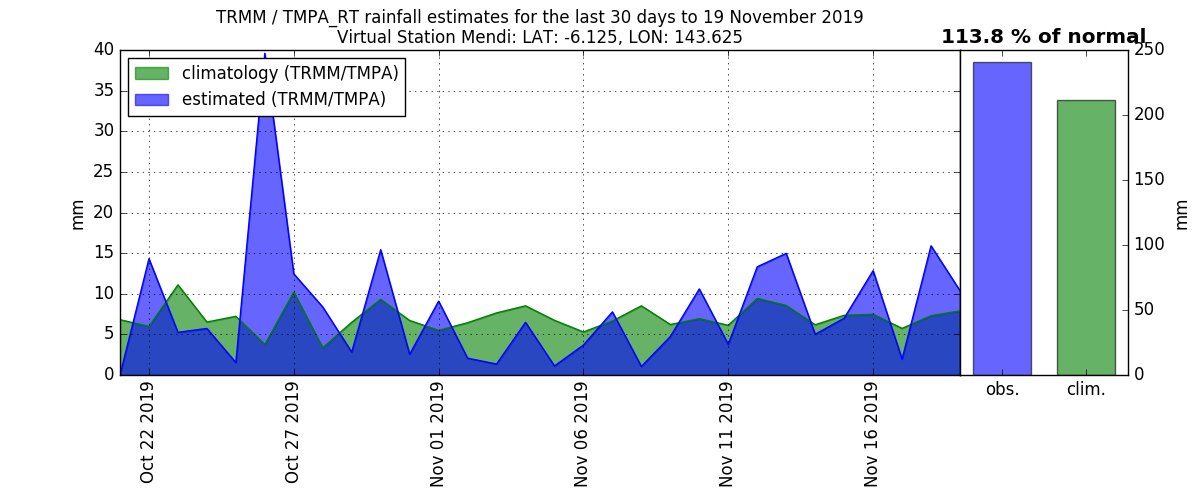 TRMM / TMPA_RT rainfall estimates for the last 30 days to 19 November 2019
Virtual Station Mendi: LAT: -6.125, LON: 143.625
113.8 % of normal
climatology (TRMM/TMPA)
estimated (TRMM/TMPA)
40
35
30
25
20
15
10
5
0
mm
Oct 22 2019
Oct 27 2019
Nov 01 2019
Nov 06 2019
Nov 11 2019
Nov 16 2019
obs.
clim.
250
200
150
100
50
0
mm